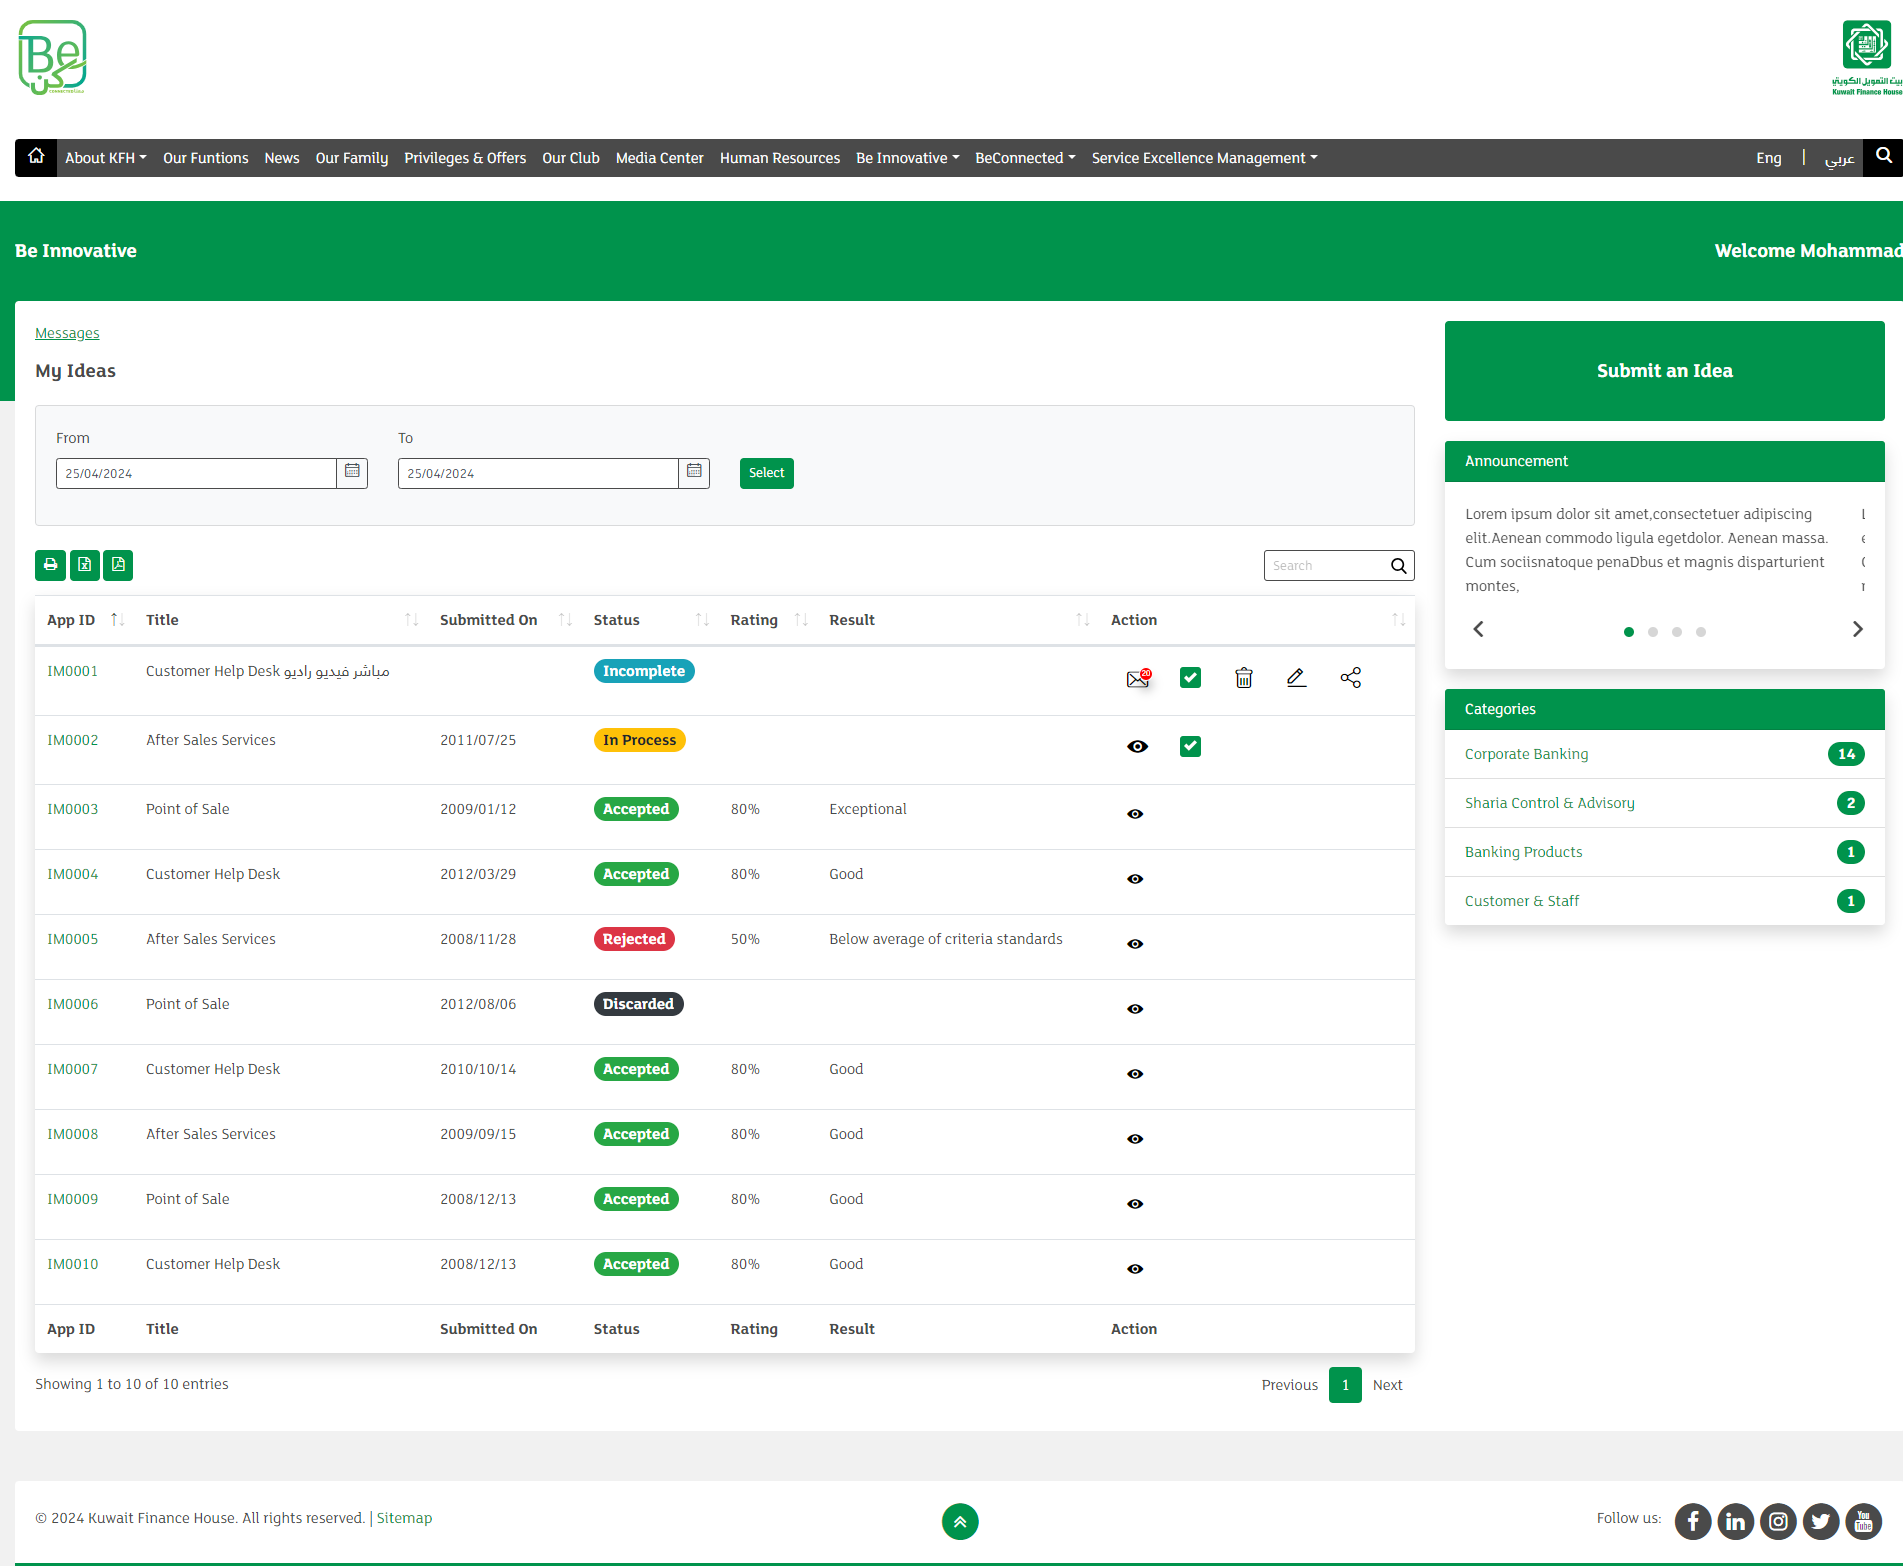 Be
كن
بيت التمويل الكويتي
Kuwait Finance House
About KFH Our Funtions News Our Family Privileges & Offers Our Club Media Center Human Resources Be Innovative BeConnected Service Excellence Management Eng | عربي
Be Innovative Welcome Mohammad
Messages
My Ideas
From To
25/04/2024 25/04/2024 Select
Search
App ID Title Submitted On Status Rating Result Action
IM0001 Customer Help Desk مباشر فيديو راديو Incomplete 20
IM0002 After Sales Services 2011/07/25 In Process
IM0003 Point of Sale 2009/01/12 Accepted 80% Exceptional
IM0004 Customer Help Desk 2012/03/29 Accepted 80% Good
IM0005 After Sales Services 2008/11/28 Rejected 50% Below average of criteria standards
IM0006 Point of Sale 2012/08/06 Discarded
IM0007 Customer Help Desk 2010/10/14 Accepted 80% Good
IM0008 After Sales Services 2009/09/15 Accepted 80% Good
IM0009 Point of Sale 2008/12/13 Accepted 80% Good
IM0010 Customer Help Desk 2008/12/13 Accepted 80% Good
App ID Title Submitted On Status Rating Result Action
Showing 1 to 10 of 10 entries Previous 1 Next
Submit an Idea
Announcement
Lorem ipsum dolor sit amet,consectetuer adipiscing
elit.Aenean commodo ligula egetdolor. Aenean massa.
Cum sociisnatoque penaDbus et magnis disparturient
montes,
Categories
Corporate Banking 14
Sharia Control & Advisory 2
Banking Products 1
Customer & Staff 1
© 2024 Kuwait Finance House. All rights reserved. | Sitemap Follow us: You Tube